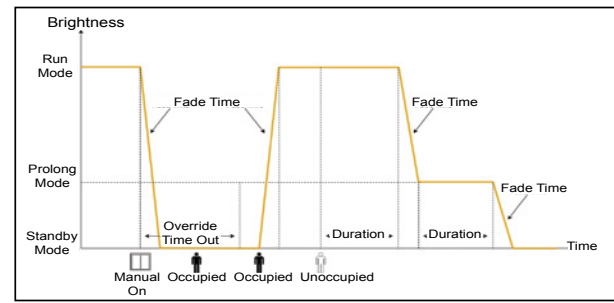 Brightness
Run
Mode
Fade Time
Fade Time
Prolong
Mode
Fade Time
Override
Time Out
Duration
Duration
Standby
Mode
Time
Manual
On
Occupied
Occupied
Unoccupied